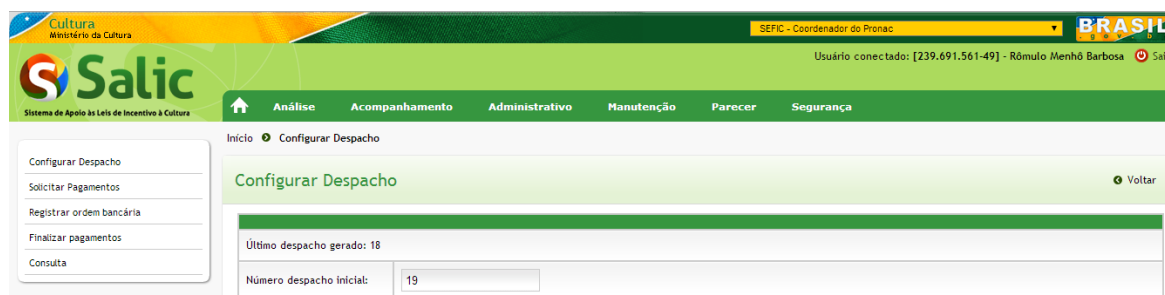 Cultura
Ministério da Cultura
SEFIC - Coordenador do Pronac
BRASIL
. g o v . b
Usuário conectado: [239.691.561-49] - Rômulo Menhô Barbosa
Sai
Salic
Sistema de Apoio às Leis de Incentivo à Cultura
Análise Acompanhamento Administrativo Manutenção Parecer Segurança
Início Configurar Despacho
Configurar Despacho
Solicitar Pagamentos
Registrar ordem bancária
Finalizar pagamentos
Consulta
Configurar Despacho
Voltar
Último despacho gerado: 18
Número despacho inicial: 19